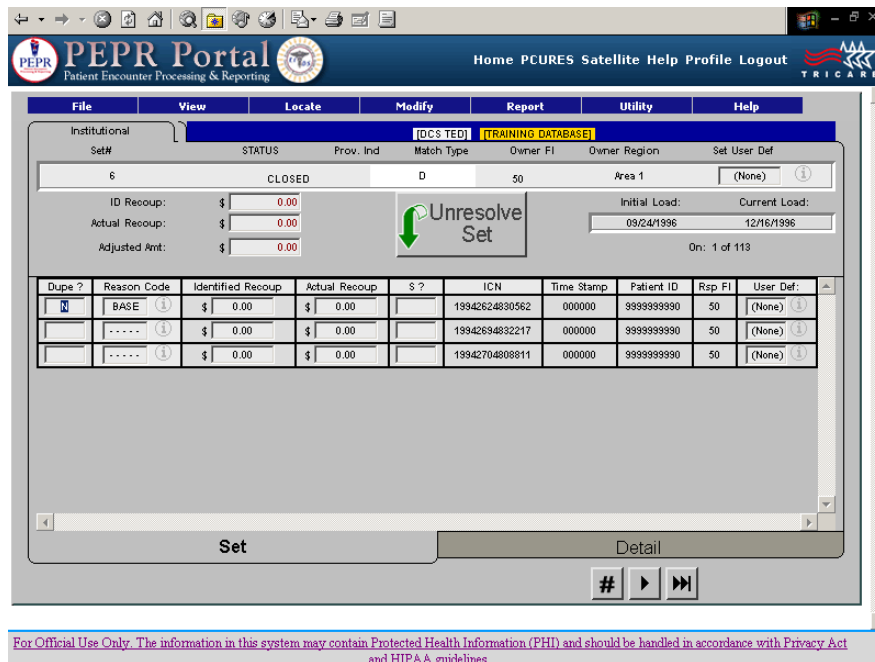 PEPR
PEPR Portal
Patient Encounter Processing & Reporting
Home PCURES Satellite Help Profile Logout
TRICARE
File View Locate Modify Report Utility Help
Institutional
[DCS TED] [TRAINING DATABASE]
Set# STATUS Prov. Ind Match Type Owner FI Owner Region Set User Def
6 CLOSED D 50 Area 1 (None)
ID Recoup: $ 0.00
Actual Recoup: $ 0.00
Adjusted Amt: $ 0.00
Unresolve
Set
Initial Load: Current Load:
09/24/1996 12/16/1996
On: 1 of 113
Dupe ? Reason Code Identified Recoup Actual Recoup S ? ICN Time Stamp Patient ID Rsp FI User Def:
N BASE $ 0.00 $ 0.00 19942624830562 000000 9999999990 50 (None)
----- $ 0.00 $ 0.00 19942694832217 000000 9999999990 50 (None)
----- $ 0.00 $ 0.00 19942704808811 000000 9999999990 50 (None)
Set Detail
#
For Official Use Only. The information in this system may contain Protected Health Information (PHI) and should be handled in accordance with Privacy Act
and HIPAA guidelines